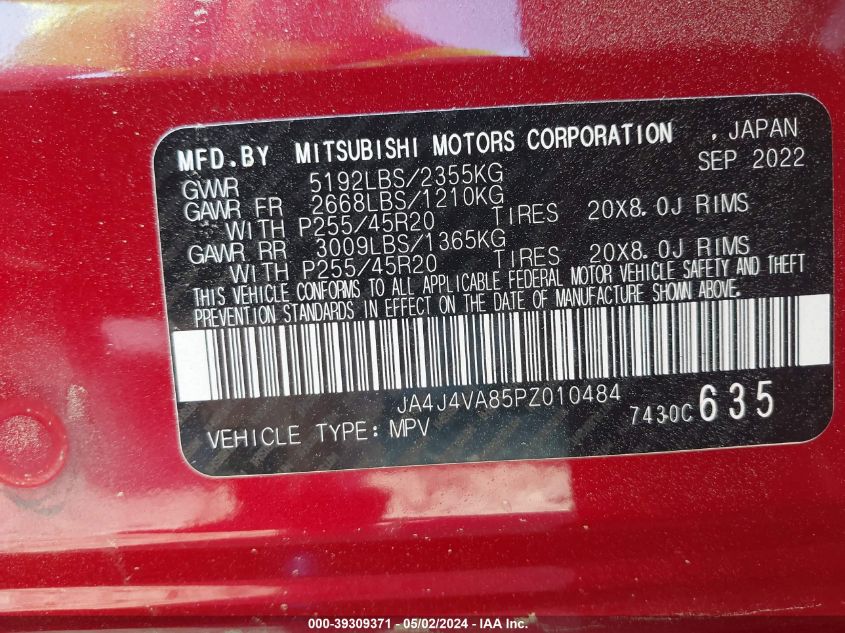 MFD.BY MITSUBISHI MOTORS CORPORATION , JAPAN
SEP 2022
GVWR 5192LBS/2355KG
GAWR FR 2668LBS/1210KG
WITH P255/45R20 TIRES 20X8.0J RIMS
GAWR RR 3009LBS/1365KG
WITH P255/45R20 TIRES 20X8.0J RIMS
THIS VEHICLE CONFORMS TO ALL APPLICABLE FEDERAL MOTOR VEHICLE SAFETY AND THEFT
PREVENTION STANDARDS IN EFFECT ON THE DATE OF MANUFACTURE SHOWN ABOVE.
JA4J4VA85PZ010484
7430C 635
VEHICLE TYPE: MPV
000-39309371 - 05/02/2024 - IAA Inc.